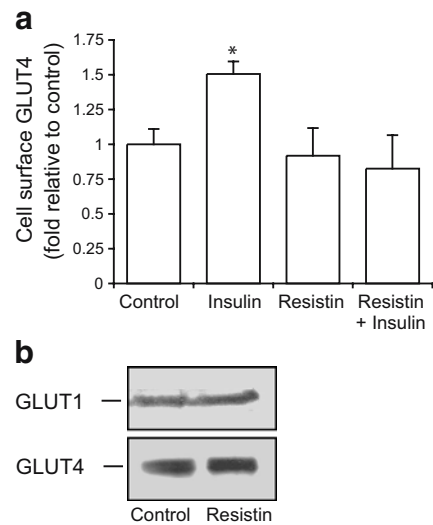 a
Cell surface GLUT4
(fold relative to control)
1.75
1.5
1.25
1
0.75
0.5
0.25
0
*
Control
Insulin
Resistin
Resistin
+ Insulin
b
GLUT1
GLUT4
Control
Resistin